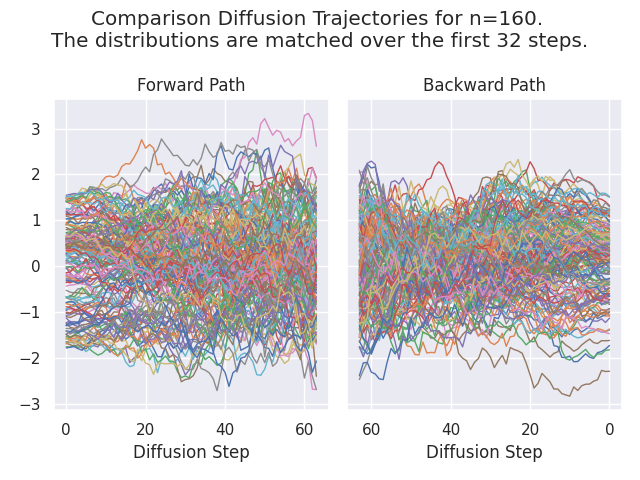 Comparison Diffusion Trajectories for n=160.
The distributions are matched over the first 32 steps.
Forward Path
Backward Path
3
2
1
0
−1
−2
−3
0 20 40 60
60 40 20 0
Diffusion Step
Diffusion Step